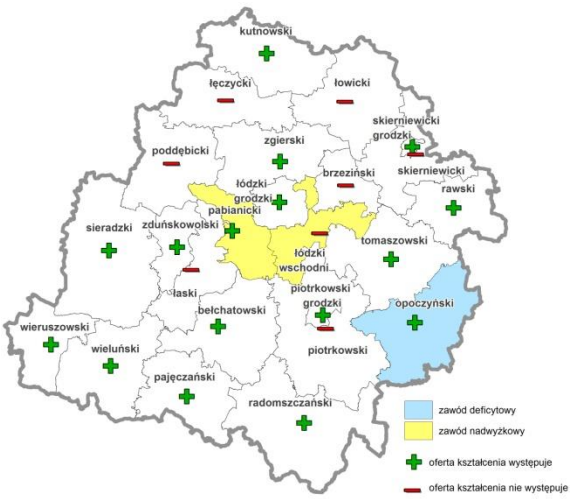 kutnowski
łęczycki
łowicki
skierniewicki
grodzki
zgierski
poddębicki
brzeziński
skierniewicki
łódzki
grodzki
rawski
pabianicki
sieradzki
zduńskowolski
tomaszowski
łódzki
wschodni
łaski
piotrkowski
grodzki
opoczyński
bełchatowski
wieruszowski
wieluński
piotrkowski
pajęczański
radomszczański
zawód deficytowy
zawód nadwyżkowy
oferta kształcenia występuje
oferta kształcenia nie występuje